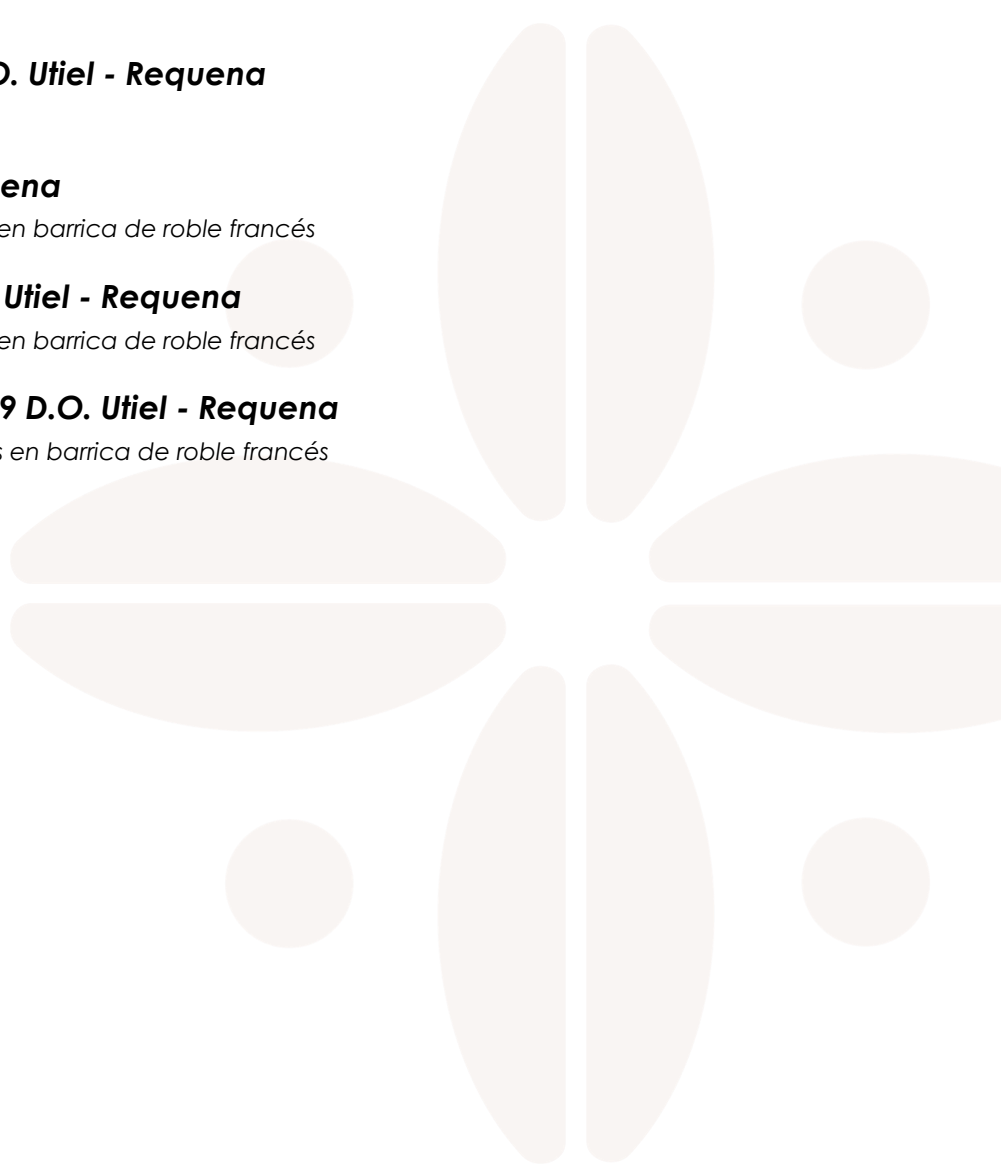 D. Utiel - Requena
ena
en barrica de roble francés
Utiel - Requena
en barrica de roble francés
9 D.O. Utiel - Requena
s en barrica de roble francés